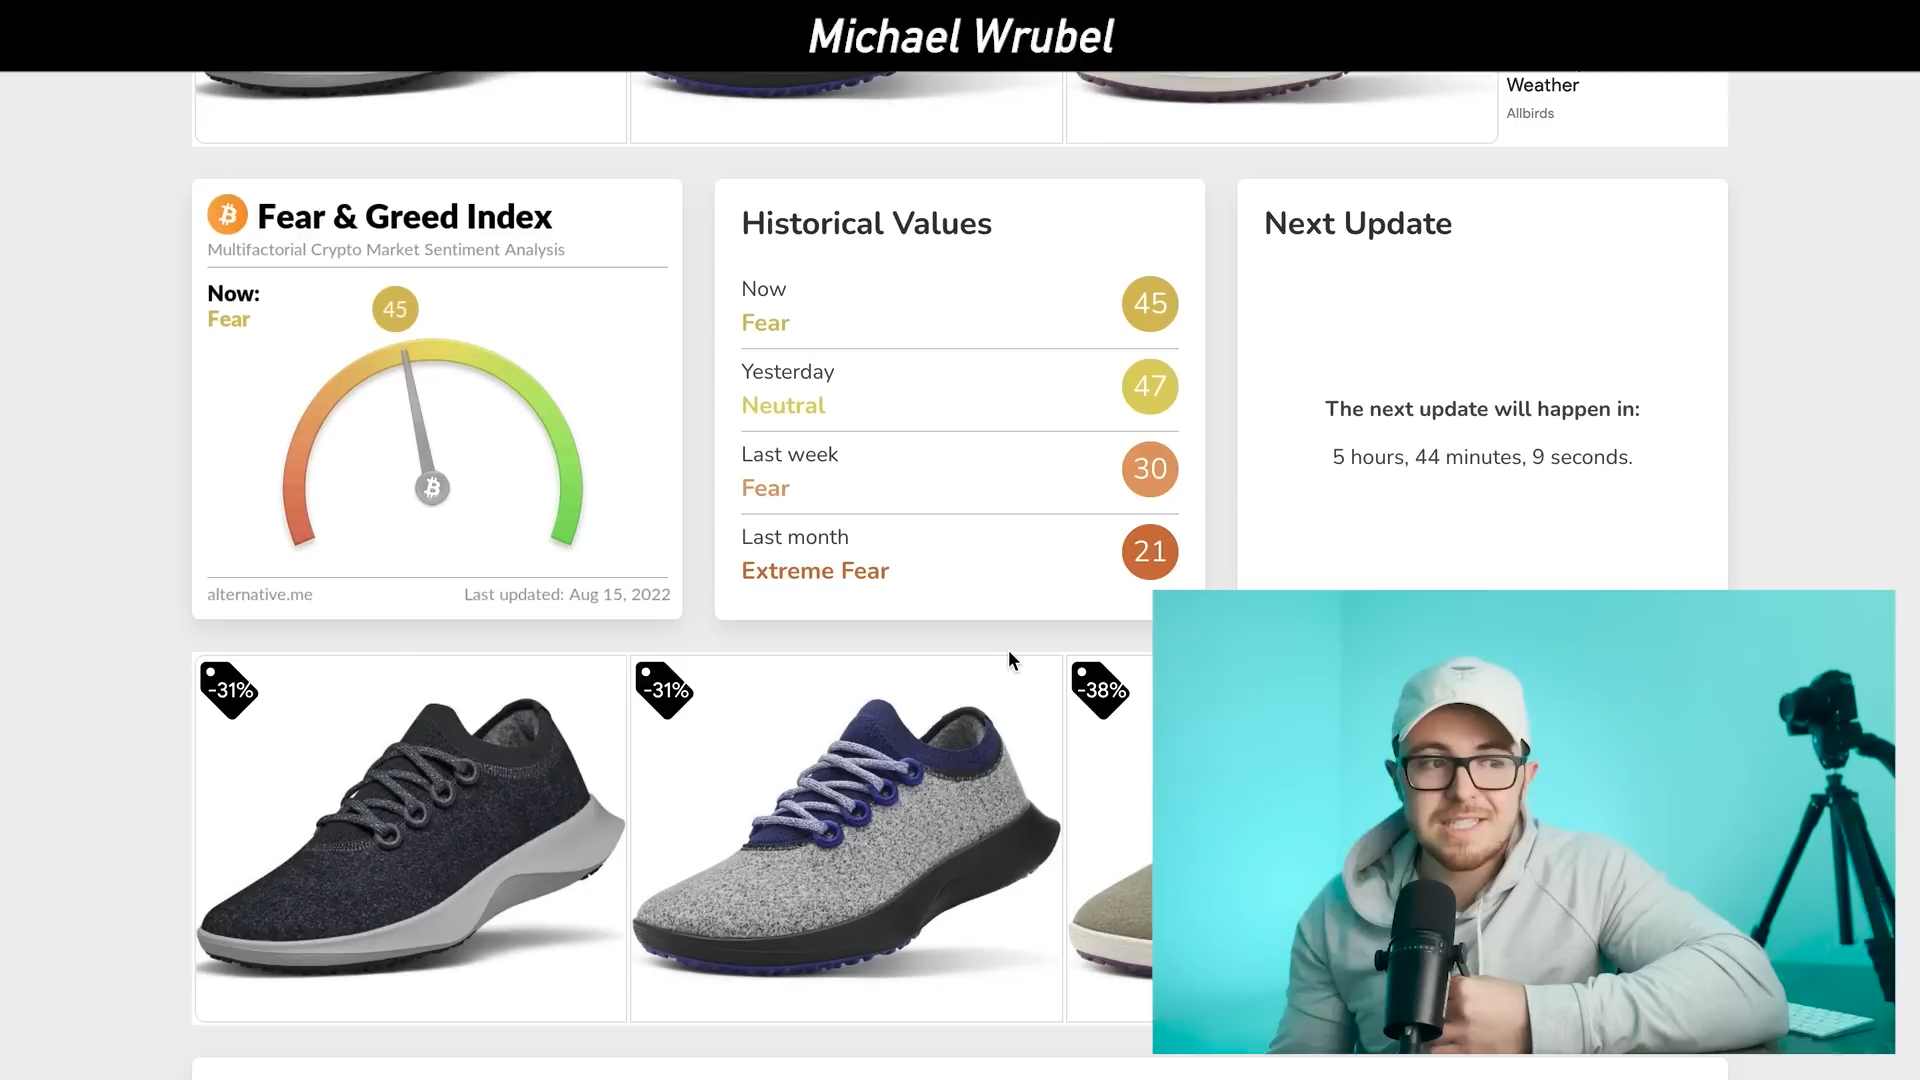 Michael Wrubel
Weather
Allbirds
Fear & Greed Index
Multifactorial Crypto Market Sentiment Analysis
Now:
Fear
45
alternative.me
Last updated: Aug 15, 2022
Historical Values
Now
Fear
45
Yesterday
Neutral
47
Last week
Fear
30
Last month
Extreme Fear
21
Next Update
The next update will happen in:
5 hours, 44 minutes, 9 seconds.
-31%
-31%
-38%